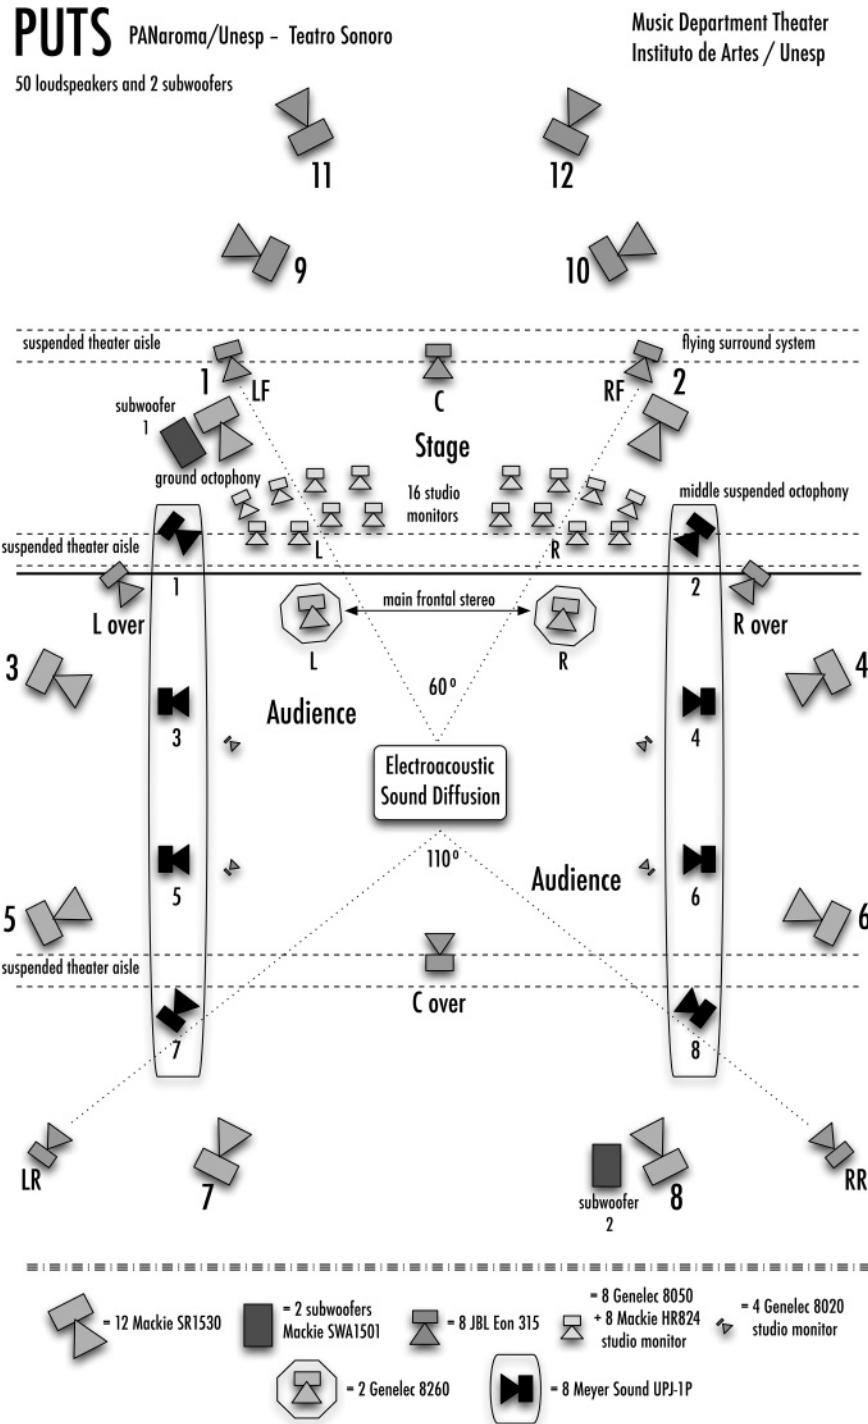 PUTS PANaroma/Unesp - Teatro Sonoro
Music Department Theater
Instituto de Artes / Unesp
50 loudspeakers and 2 subwoofers
11
12
9
10
suspended theater aisle
flying surround system
1
LF
C
RF
2
subwoofer
1
Stage
ground octophony
16 studio
monitors
middle suspended octophony
suspended theater aisle
L
R
1
2
L over
main frontal stereo
R over
L
R
3
4
60º
Audience
3
4
Electroacoustic
Sound Diffusion
110º
Audience
5
6
5
6
suspended theater aisle
C over
7
8
LR
7
subwoofer
2
8
RR
= 12 Mackie SR1530
= 2 subwoofers
Mackie SWA1501
= 8 JBL Eon 315
= 8 Genelec 8050
+ 8 Mackie HR824
studio monitor
= 4 Genelec 8020
studio monitor
= 2 Genelec 8260
= 8 Meyer Sound UPJ-1P